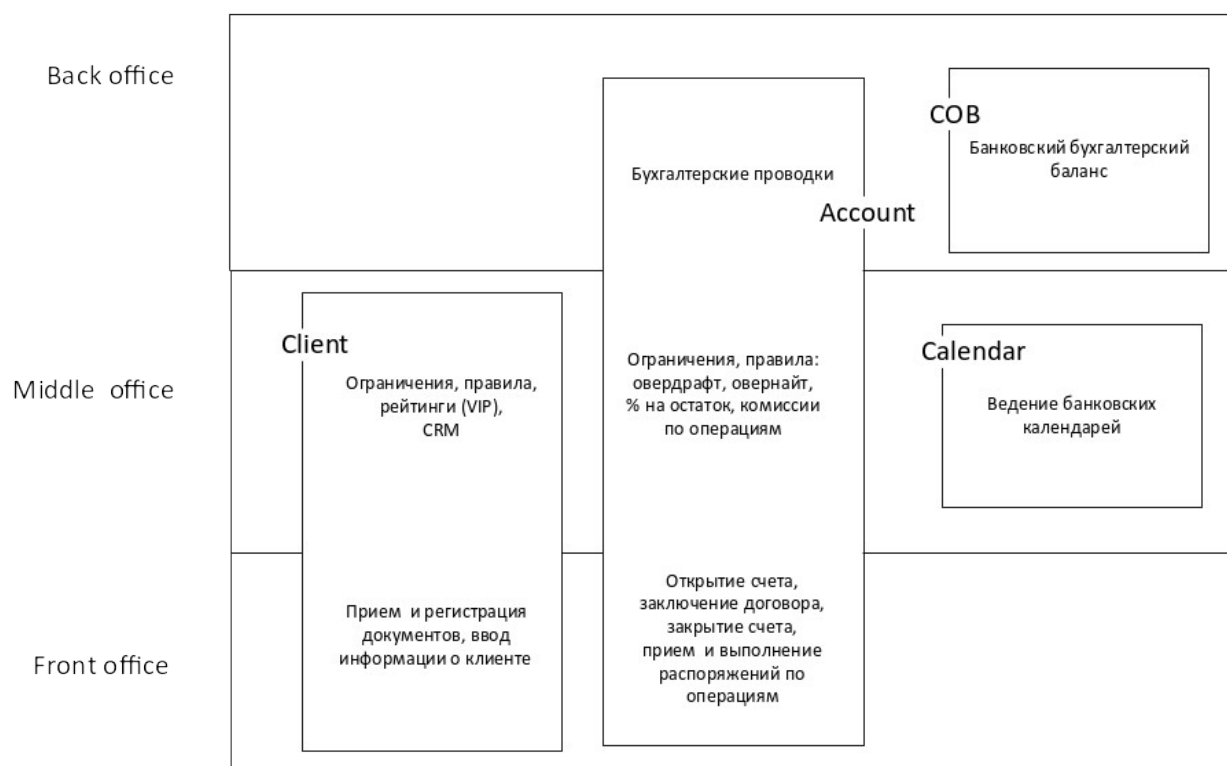 Back office
COB
Банковский бухгалтерский
баланс
Бухгалтерские проводки
Account
Middle office
Client
Ограничения, правила,
рейтинги (VIP),
CRM
Ограничения, правила:
овердрафт, овернайт,
% на остаток, комиссии
по операциям
Calendar
Ведение банковских
календарей
Front office
Прием и регистрация
документов, ввод
информации о клиенте
Открытие счета,
заключение договора,
закрытие счета,
прием и выполнение
распоряжений по
операциям